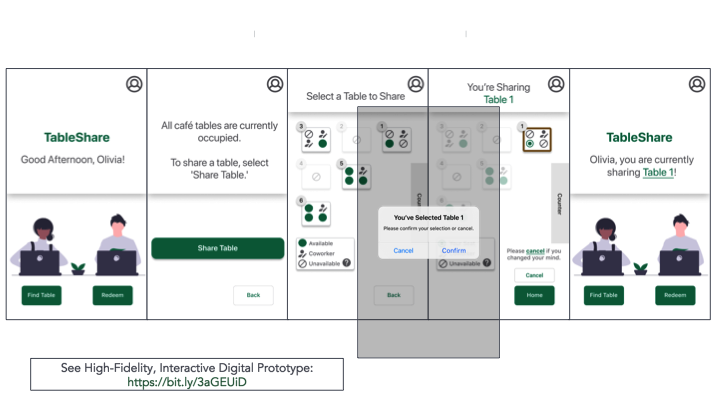 TableShare
Good Afternoon, Olivia!
Find Table
Redeem
All café tables are currently
occupied.
To share a table, select
'Share Table.'
Share Table
Back
Select a Table to Share
3
2
1
4
5
6
Available
Coworker
Unavailable ?
Back
You've Selected Table 1
Please confirm your selection or cancel.
Cancel
Confirm
You're Sharing
Table 1
1
Counter
Unavailable ?
Please cancel if you
changed your mind.
Cancel
Home
TableShare
Olivia, you are currently
sharing Table 1!
Find Table
Redeem
See High-Fidelity, Interactive Digital Prototype:
https://bit.ly/3aGEUiD